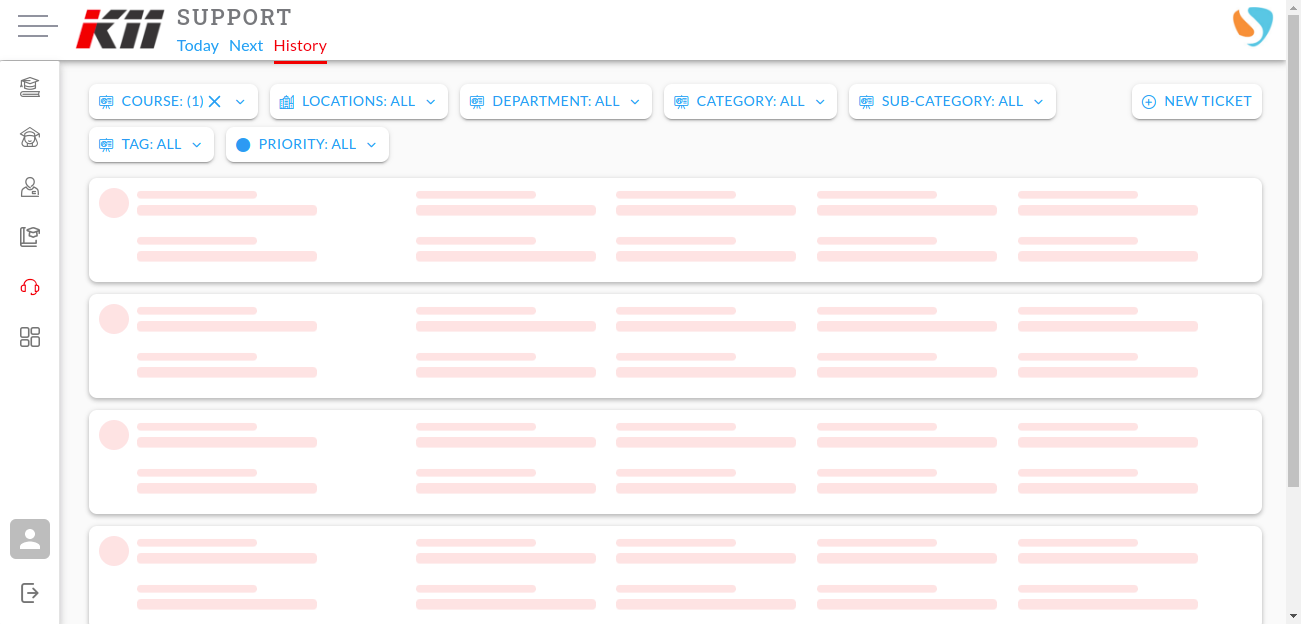 KII
SUPPORT
Today Next History
COURSE: (1) LOCATIONS: ALL DEPARTMENT: ALL CATEGORY: ALL SUB-CATEGORY: ALL NEW TICKET
TAG: ALL PRIORITY: ALL